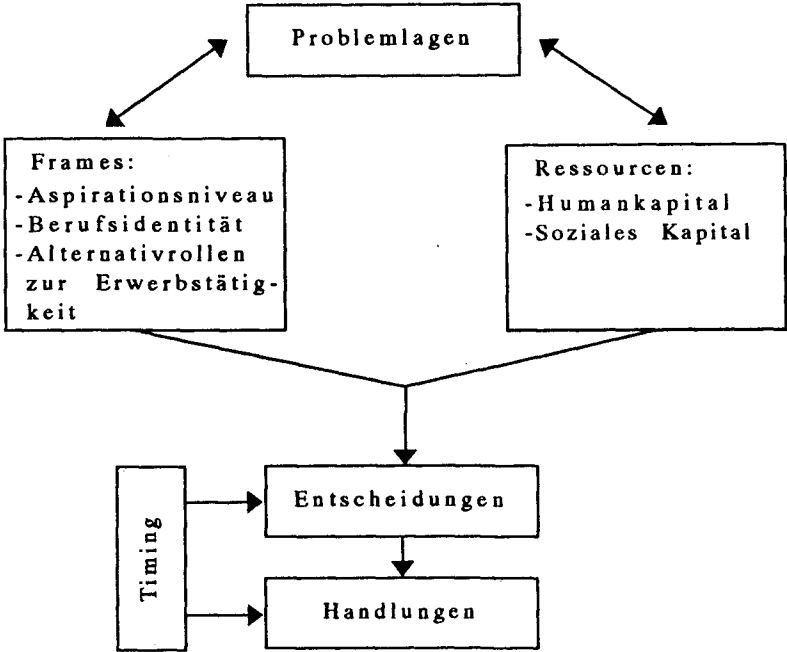 Problemlagen
Frames:
-Aspirationsniveau
-Berufsidentität
-Alternativrollen
zur Erwerbstätig-
keit
Ressourcen:
-Humankapital
-Soziales Kapital
Entscheidungen
Timing
Handlungen